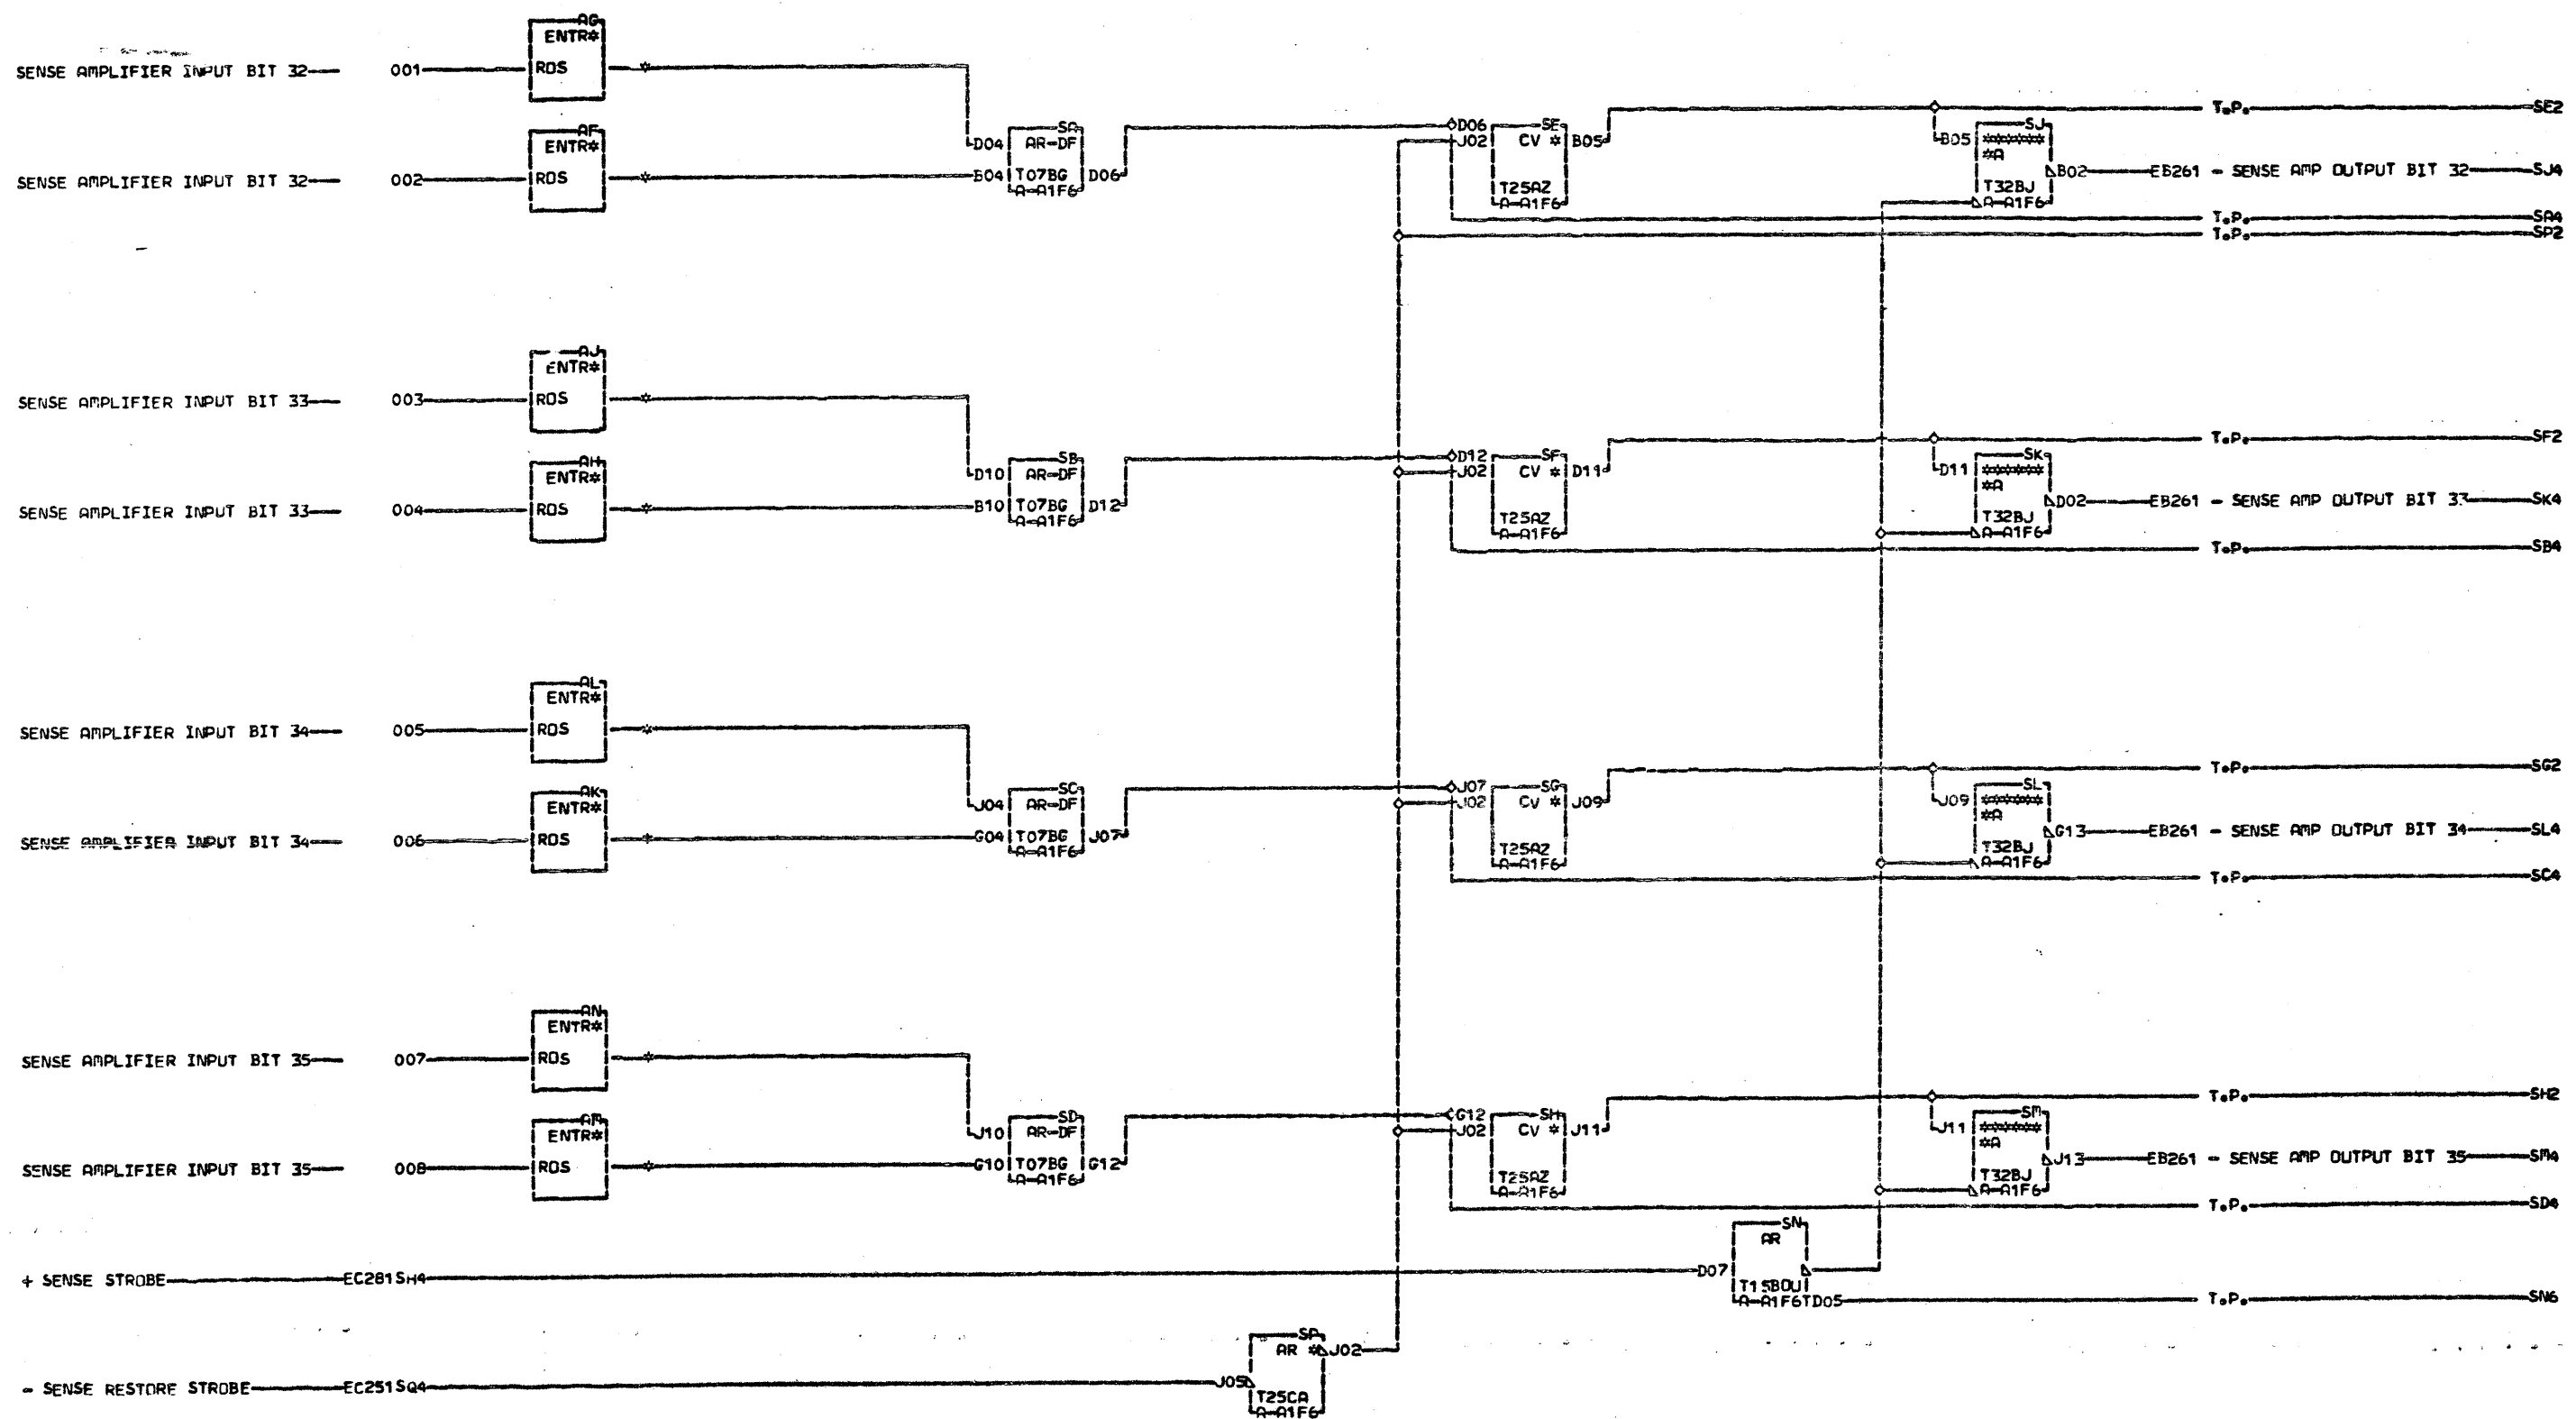 AG
ENTR*
SENSE AMPLIFIER INPUT BIT 32 001 ROS *
T.P. SE2
AF
ENTR*
SENSE AMPLIFIER INPUT BIT 32 002 ROS *
SA
D04 AR-DF
B04 T07BG D06
A-A1F6
D06 SE
J02 CV * B05
T25AZ
A-A1F6
SJ
B05 ******
*A
B02 EB261 - SENSE AMP OUTPUT BIT 32 SJ4
T32BJ
A-A1F6
T.P. SA4
T.P. SP2
AJ
ENTR*
SENSE AMPLIFIER INPUT BIT 33 003 ROS *
T.P. SF2
AH
ENTR*
SENSE AMPLIFIER INPUT BIT 33 004 ROS *
SB
D10 AR-DF
B10 T07BG D12
A-A1F6
D12 SF
J02 CV * D11
T25AZ
A-A1F6
SK
D11 ******
*A
D02 EB261 - SENSE AMP OUTPUT BIT 33 SK4
T32BJ
A-A1F6
T.P. SB4
AL
ENTR*
SENSE AMPLIFIER INPUT BIT 34 005 ROS *
T.P. SG2
AK
ENTR*
SENSE AMPLIFIER INPUT BIT 34 006 ROS *
SC
J04 AR-DF
G04 T07BG J07
A-A1F6
J07 SG
J02 CV * J09
T25AZ
A-A1F6
SL
J09 ******
*A
G13 EB261 - SENSE AMP OUTPUT BIT 34 SL4
T32BJ
A-A1F6
T.P. SC4
AN
ENTR*
SENSE AMPLIFIER INPUT BIT 35 007 ROS *
T.P. SH2
AM
ENTR*
SENSE AMPLIFIER INPUT BIT 35 008 ROS *
SD
J10 AR-DF
G10 T07BG G12
A-A1F6
G12 SH
J02 CV * J11
T25AZ
A-A1F6
SM
J11 ******
*A
J13 EB261 - SENSE AMP OUTPUT BIT 35 SM4
T32BJ
A-A1F6
T.P. SD4
SN
AR
+ SENSE STROBE EC281SH4 D07
T15BOU
A-A1F6TD05 T.P. SN6
SP
AR * J02
- SENSE RESTORE STROBE EC251SQ4 J05
T25CA
A-A1F6